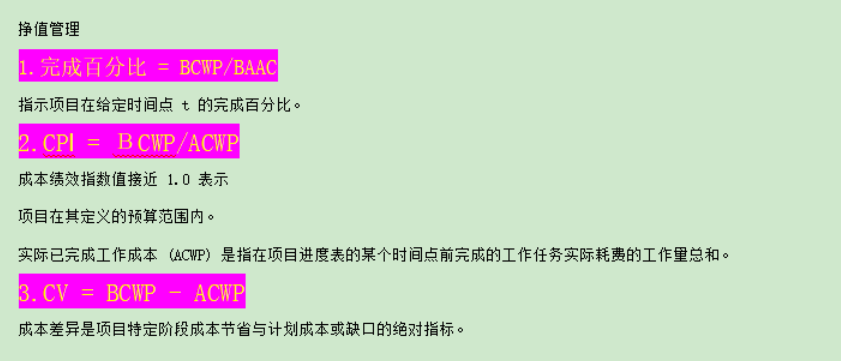 挣值管理
1.完成百分比 = BCWP/BAAC
指示项目在给定时间点 t 的完成百分比。
2.CPI = BCWP/ACWP
成本绩效指数值接近 1.0 表示
项目在其定义的预算范围内。
实际已完成工作成本 (ACWP) 是指在项目进度表的某个时间点前完成的工作任务实际耗费的工作量总和。
3.CV = BCWP - ACWP
成本差异是项目特定阶段成本节省与计划成本或缺口的绝对指标。